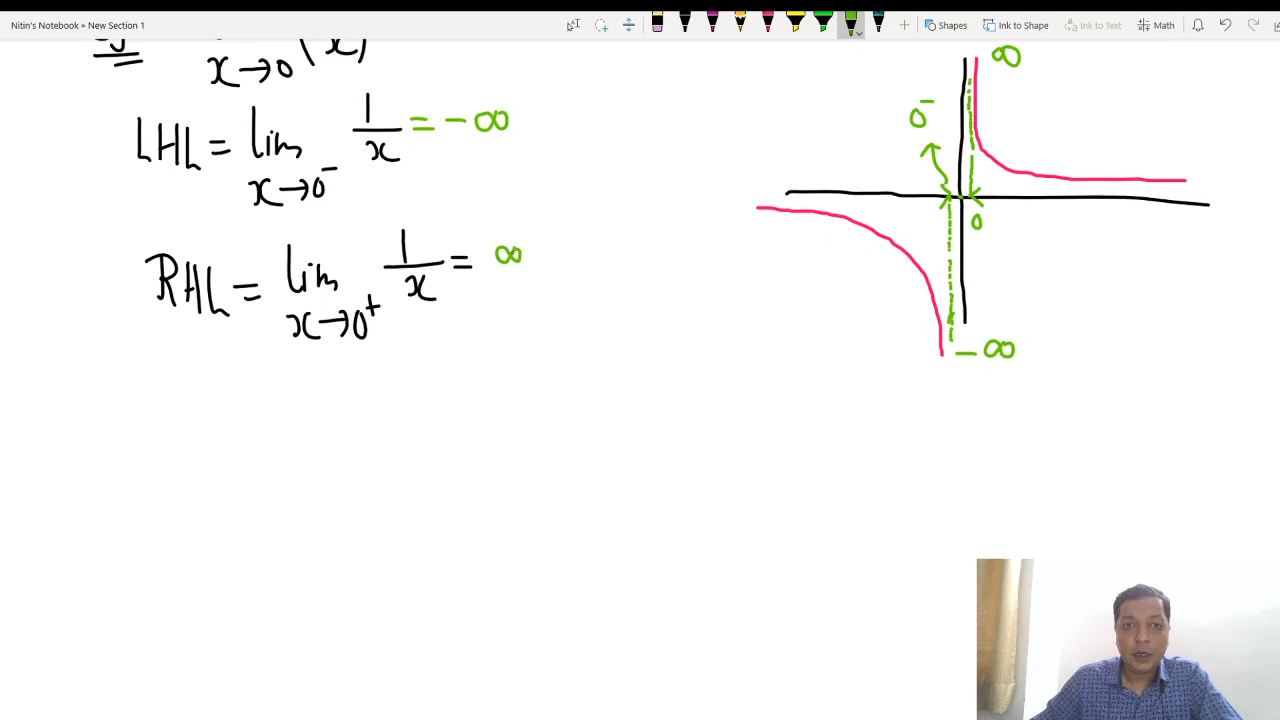 Nitin's Notebook » New Section 1
Shapes Ink to Shape Ink to Text Math
x→0 (x)
LHL = lim 1/x = -∞
x→0⁻
RHL = lim 1/x = ∞
x→0⁺
∞
0⁻
0
-∞